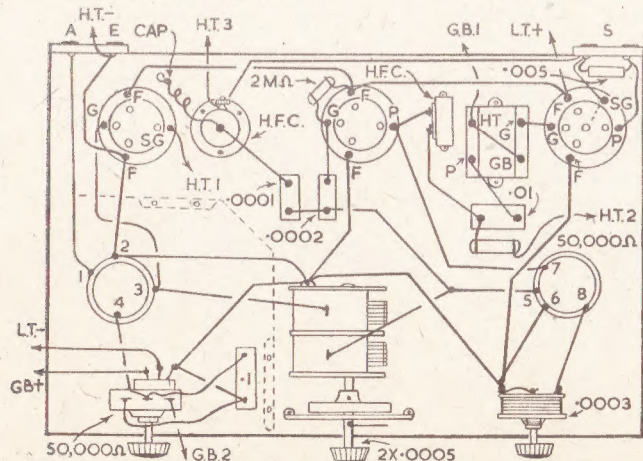 A H.T.- E CAP H.T.3 G.B.1 L.T.+ S
2MΩ H.F.C. .005
F F F SG
G SG G P HT G G P
H.F.C. GB
F F P F
H.T.1 .0001 .01
.0002 H.T.2
50,000Ω
2 7
1 3 5 6 8
4
L.T.-
GB+ .1 .0003
50,000Ω G.B.2 2X.0005